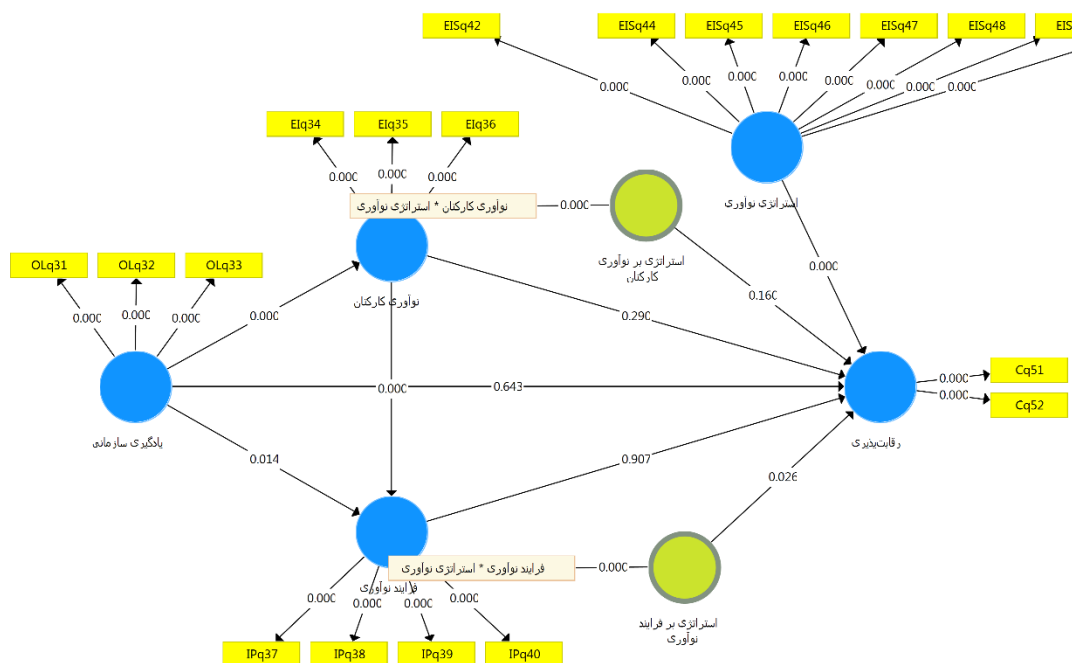 EISq42
EISq44
EISq45
EISq46
EISq47
EISq48
EIS
0.000
0.000
0.000
0.000
0.000
0.000
0.000
0.000
استراتژی نوآوری
EIq34
EIq35
EIq36
0.000
0.000
0.000
نوآوری کارکنان * استراتژی نوآوری
0.000
نوآوری کارکنان
استراتژی بر نوآوری
کارکنان
OLq31
OLq32
OLq33
0.000
0.000
0.000
یادگیری سازمانی
0.000
0.290
0.160
0.000
0.000
0.643
0.014
0.907
0.026
رقابت‌پذیری
0.000
0.000
Cq51
Cq52
فرایند نوآوری * استراتژی نوآوری
0.000
فرایند نوآوری
استراتژی بر فرایند
نوآوری
0.000
0.000
0.000
0.000
IPq37
IPq38
IPq39
IPq40